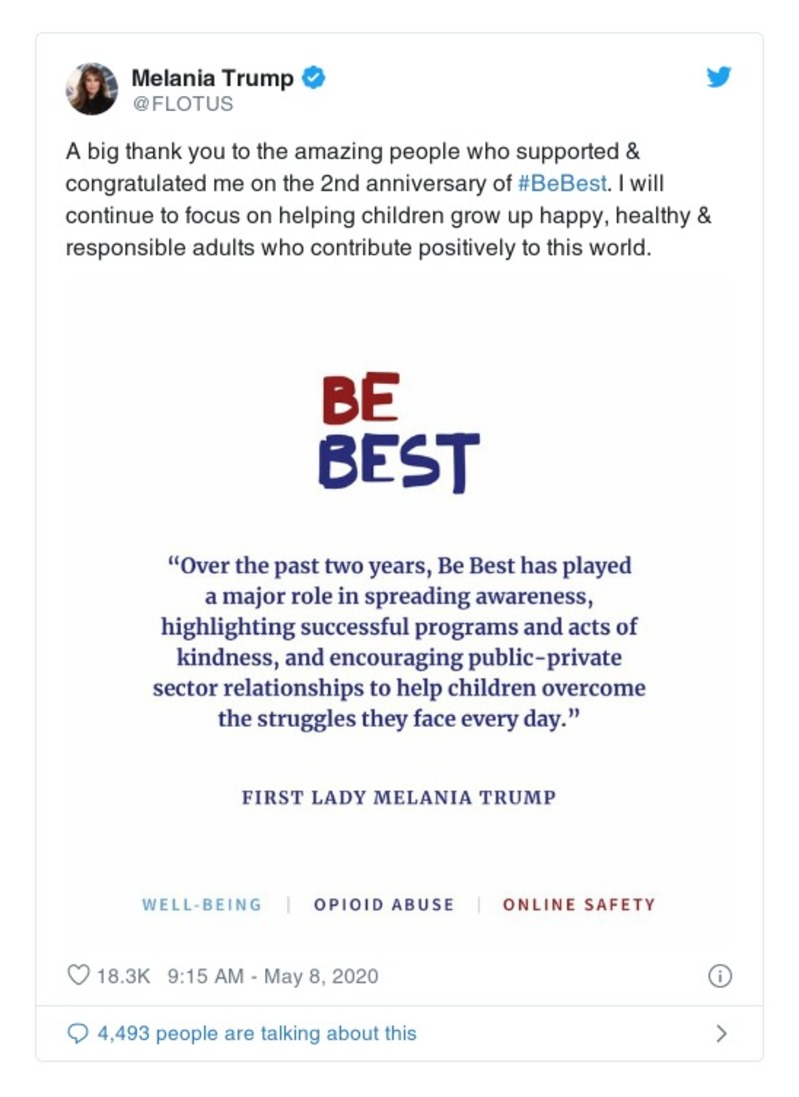 Melania Trump
@FLOTUS
A big thank you to the amazing people who supported &
congratulated me on the 2nd anniversary of #BeBest. I will
continue to focus on helping children grow up happy, healthy &
responsible adults who contribute positively to this world.
BE
BEST
“Over the past two years, Be Best has played
a major role in spreading awareness,
highlighting successful programs and acts of
kindness, and encouraging public-private
sector relationships to help children overcome
the struggles they face every day.”
FIRST LADY MELANIA TRUMP
WELL-BEING | OPIOID ABUSE | ONLINE SAFETY
18.3K 9:15 AM - May 8, 2020
4,493 people are talking about this